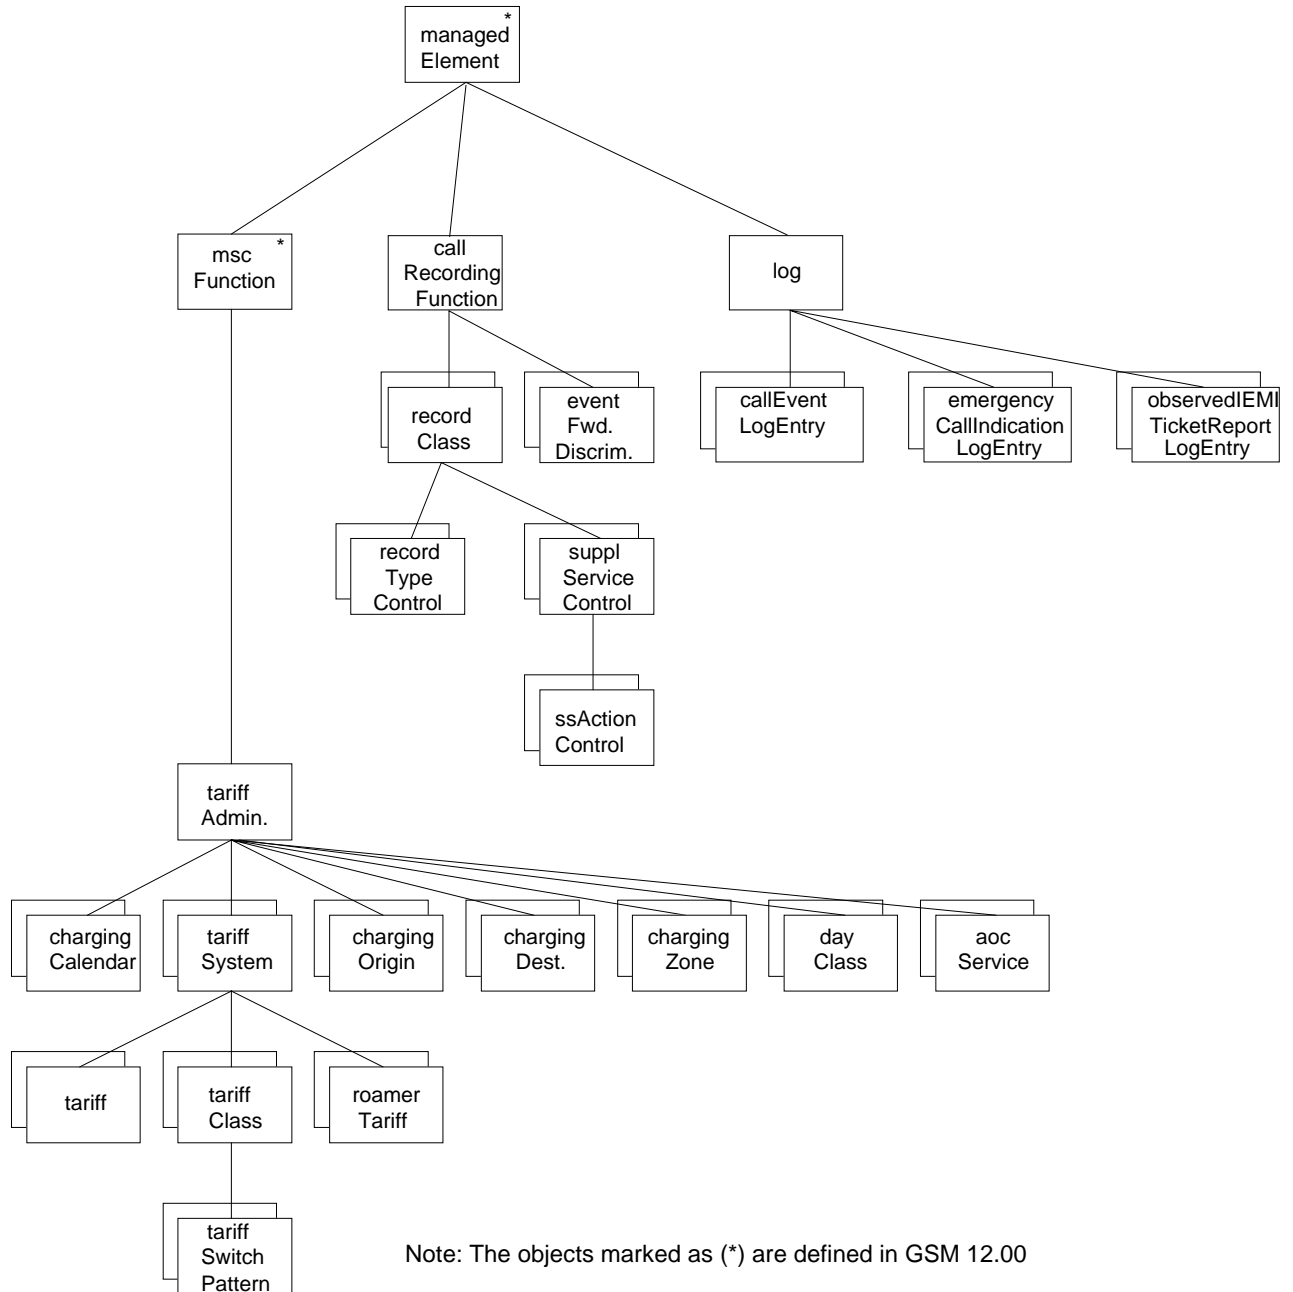 *
managed
Element
msc *
Function
call
Recording
Function
log
record
Class
event
Fwd.
Discrim.
callEvent
LogEntry
emergency
CallIndication
LogEntry
observedIEMI
TicketReport
LogEntry
record
Type
Control
suppl
Service
Control
ssAction
Control
tariff
Admin.
charging
Calendar
tariff
System
charging
Origin
charging
Dest.
charging
Zone
day
Class
aoc
Service
tariff
tariff
Class
roamer
Tariff
tariff
Switch
Pattern
Note: The objects marked as (*) are defined in GSM 12.00